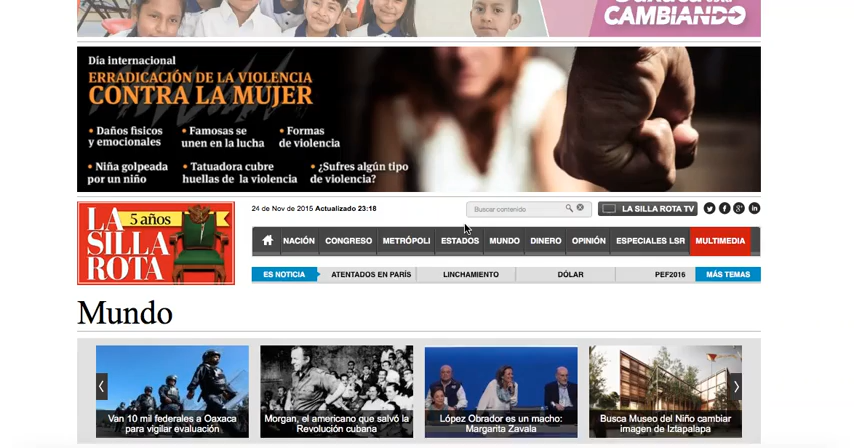 CAMBIANDO
Día internacional
ERRADICACIÓN DE LA VIOLENCIA
CONTRA LA MUJER
• Daños físicos
y emocionales
• Famosas se
unen en la lucha
• Formas
de violencia
• Niña golpeada
por un niño
• Tatuadora cubre
huellas de la violencia
• ¿Sufres algún tipo
de violencia?
LA
SILLA
ROTA
5 años
24 de Nov de 2015 Actualizado 23:18
Buscar contenido
LA SILLA ROTA TV
NACIÓN CONGRESO METRÓPOLI ESTADOS MUNDO DINERO OPINIÓN ESPECIALES LSR MULTIMEDIA
ES NOTICIA ATENTADOS EN PARÍS LINCHAMIENTO DÓLAR PEF2016 MÁS TEMAS
Mundo
Van 10 mil federales a Oaxaca
para vigilar evaluación
Morgan, el americano que salvó la
Revolución cubana
López Obrador es un macho:
Margarita Zavala
Busca Museo del Niño cambiar
imagen de Iztapalapa